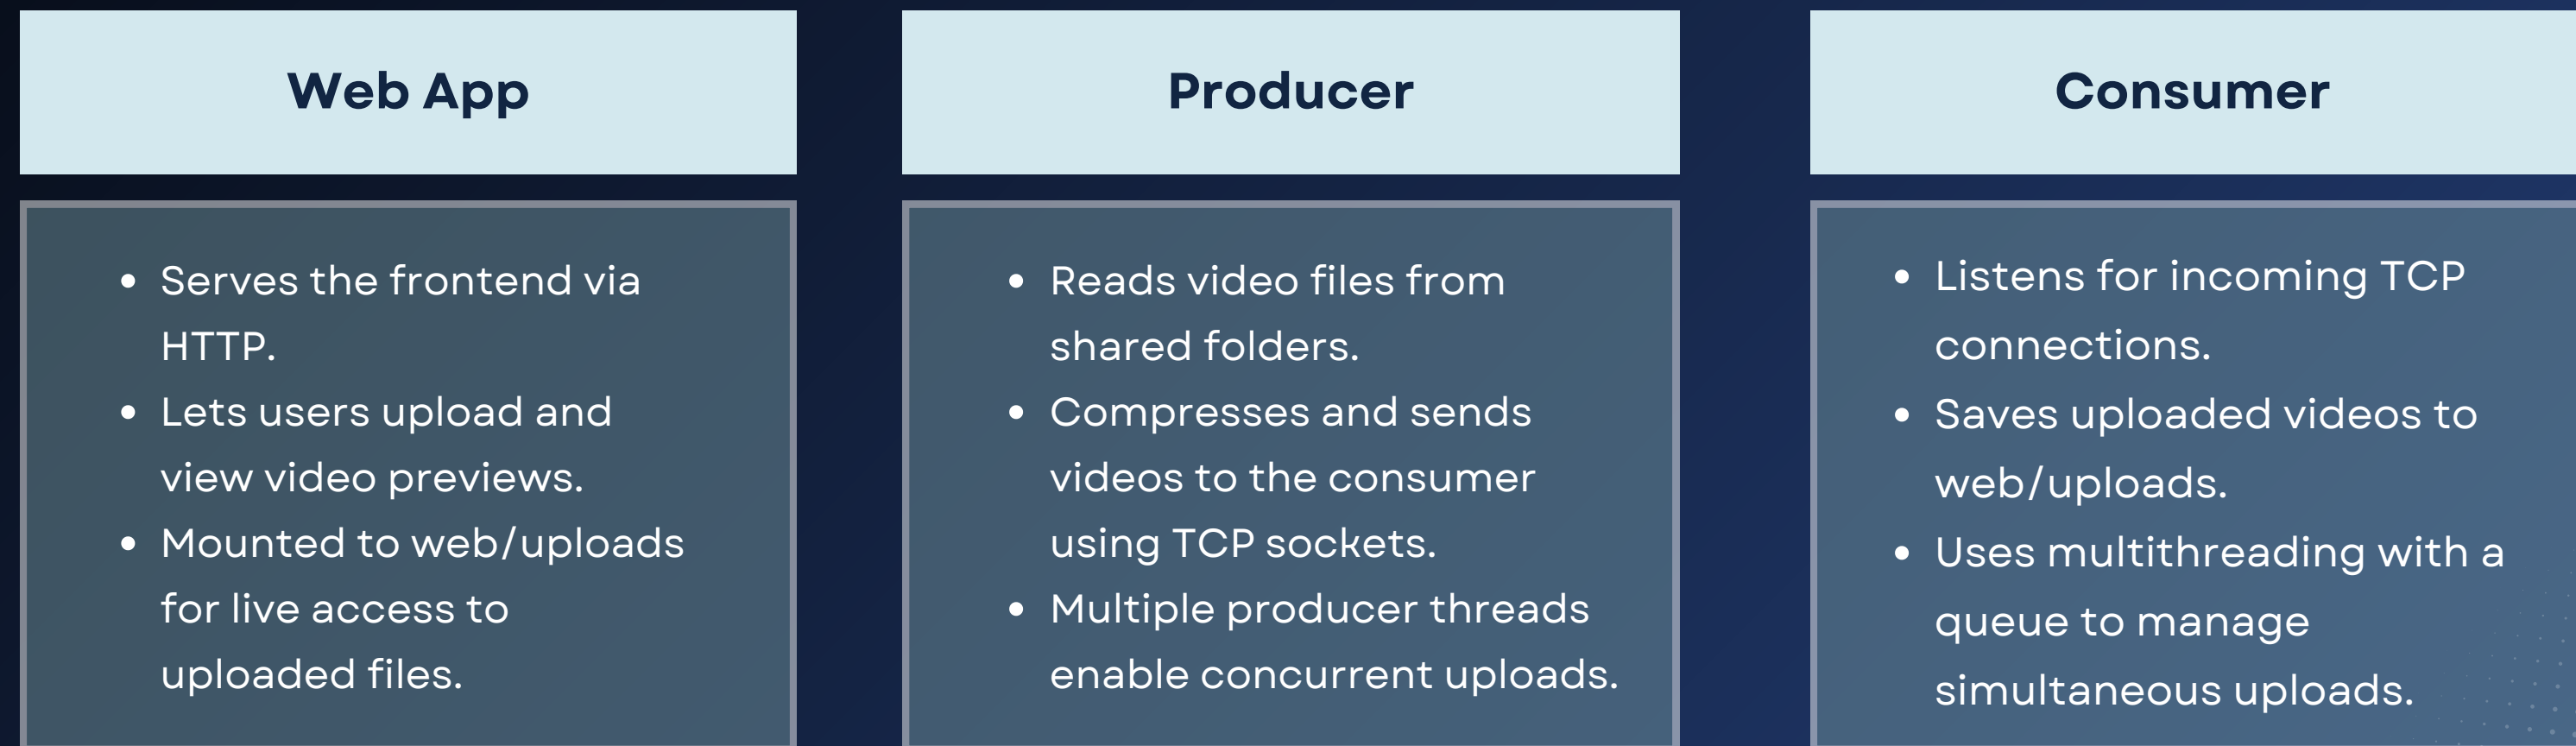 Web App
• Serves the frontend via
HTTP.
• Lets users upload and
view video previews.
• Mounted to web/uploads
for live access to
uploaded files.
Producer
• Reads video files from
shared folders.
• Compresses and sends
videos to the consumer
using TCP sockets.
• Multiple producer threads
enable concurrent uploads.
Consumer
• Listens for incoming TCP
connections.
• Saves uploaded videos to
web/uploads.
• Uses multithreading with a
queue to manage
simultaneous uploads.